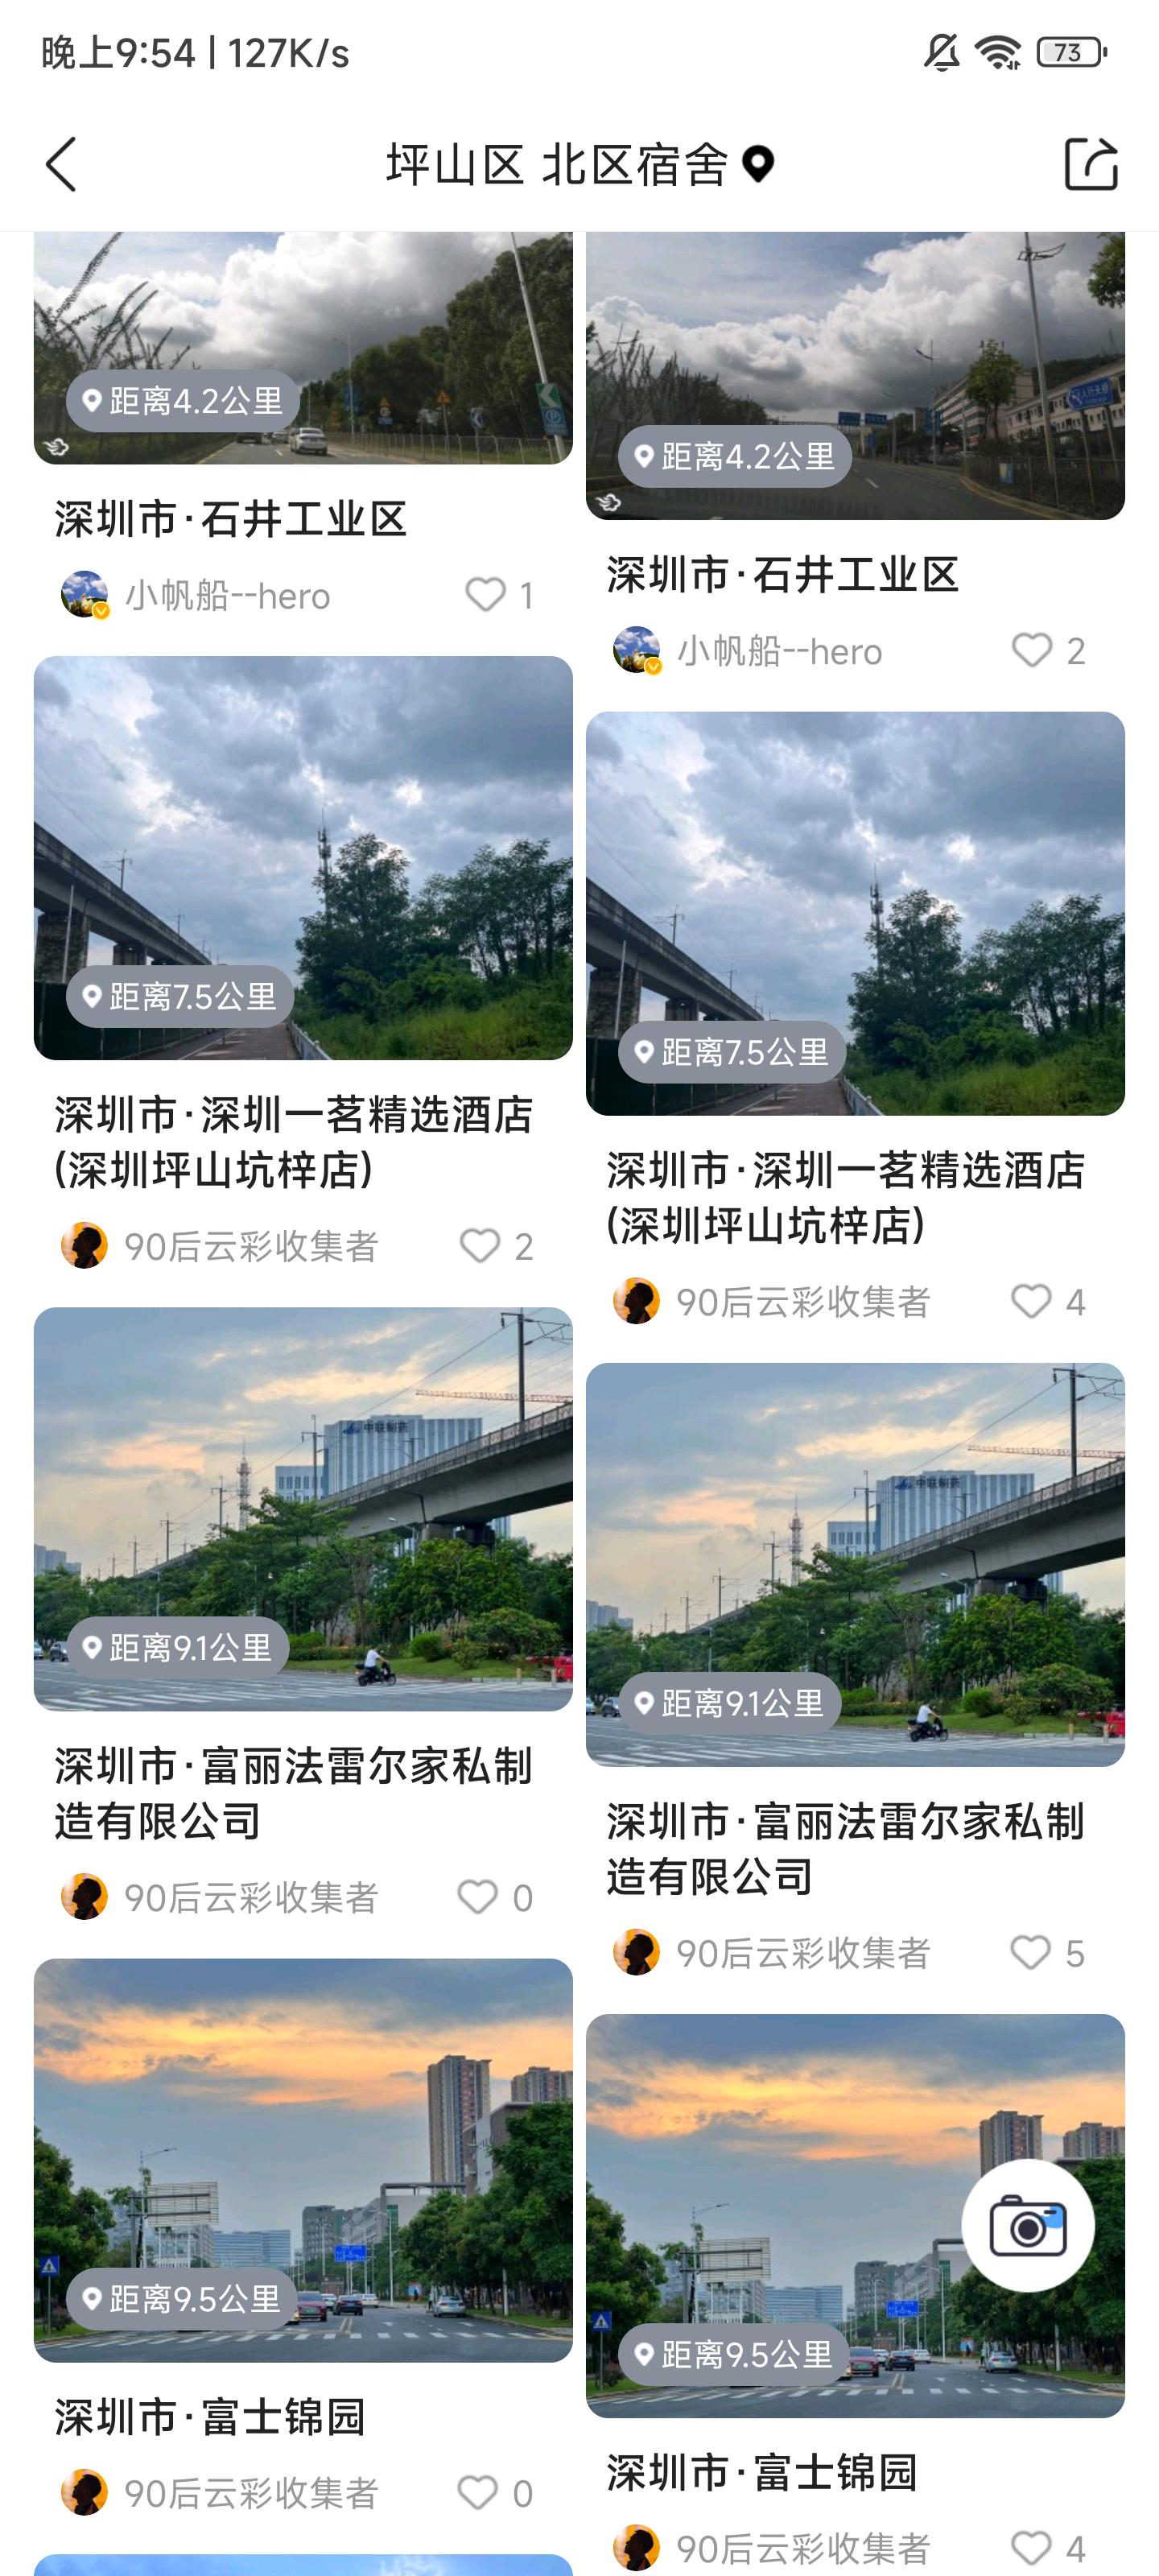 晚上9:54 | 127K/s
73
坪山区 北区宿舍
距离4.2公里
深圳市·石井工业区
小帆船--hero
1
距离4.2公里
深圳市·石井工业区
小帆船--hero
2
距离7.5公里
深圳市·深圳一茗精选酒店
(深圳坪山坑梓店)
90后云彩收集者
2
距离7.5公里
深圳市·深圳一茗精选酒店
(深圳坪山坑梓店)
90后云彩收集者
4
中联制药
距离9.1公里
深圳市·富丽法雷尔家私制
造有限公司
90后云彩收集者
0
中联制药
距离9.1公里
深圳市·富丽法雷尔家私制
造有限公司
90后云彩收集者
5
距离9.5公里
深圳市·富士锦园
90后云彩收集者
0
距离9.5公里
深圳市·富士锦园
90后云彩收集者
4